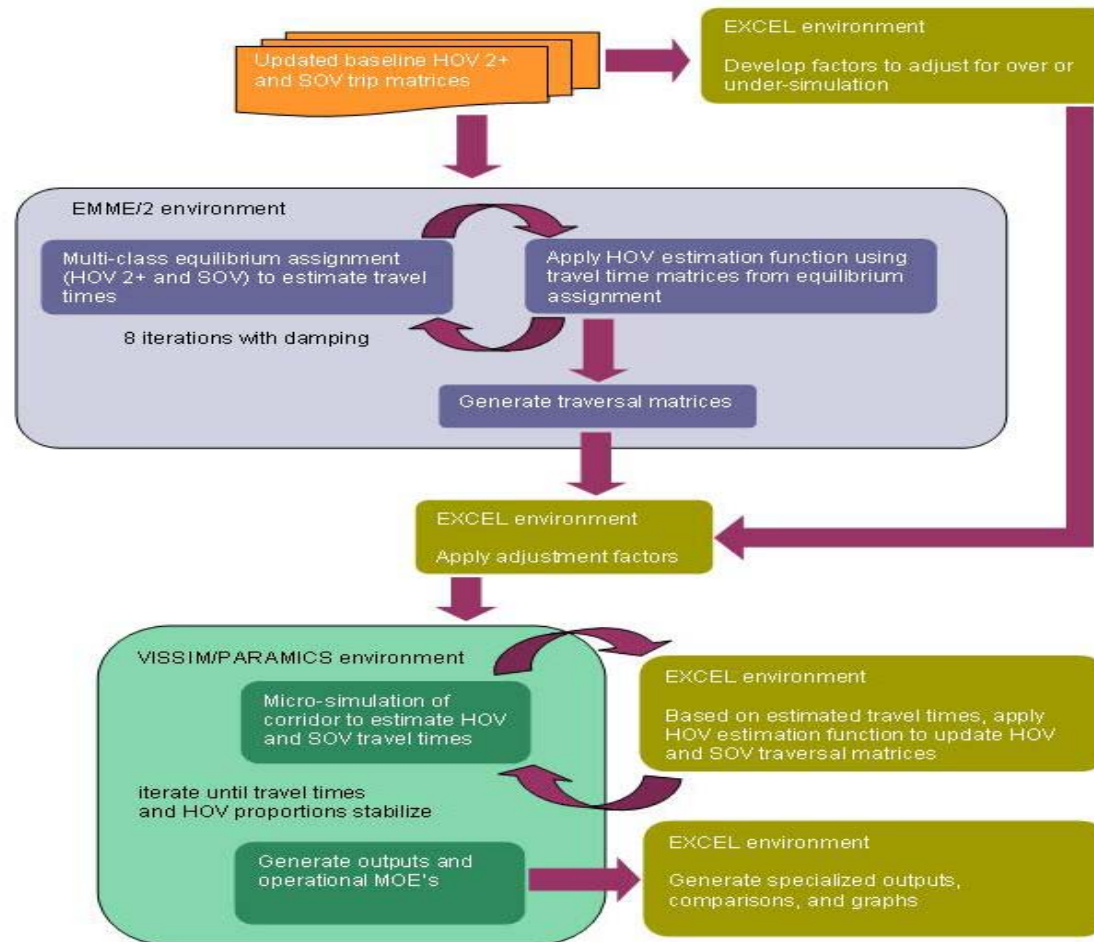 Updated baseline HOV 2+
and SOV trip matrices
EXCEL environment
Develop factors to adjust for over or
under-simulation
EMME/2 environment
Multi-class equilibrium assignment
(HOV 2+ and SOV) to estimate travel
times
Apply HOV estimation function using
travel time matrices from equilibrium
assignment
8 iterations with damping
Generate traversal matrices
EXCEL environment
Apply adjustment factors
VISSIM/PARAMICS environment
Micro-simulation of
corridor to estimate HOV
and SOV travel times
EXCEL environment
Based on estimated travel times, apply
HOV estimation function to update HOV
and SOV traversal matrices
iterate until travel times
and HOV proportions stabilize
Generate outputs and
operational MOE's
EXCEL environment
Generate specialized outputs,
comparisons, and graphs